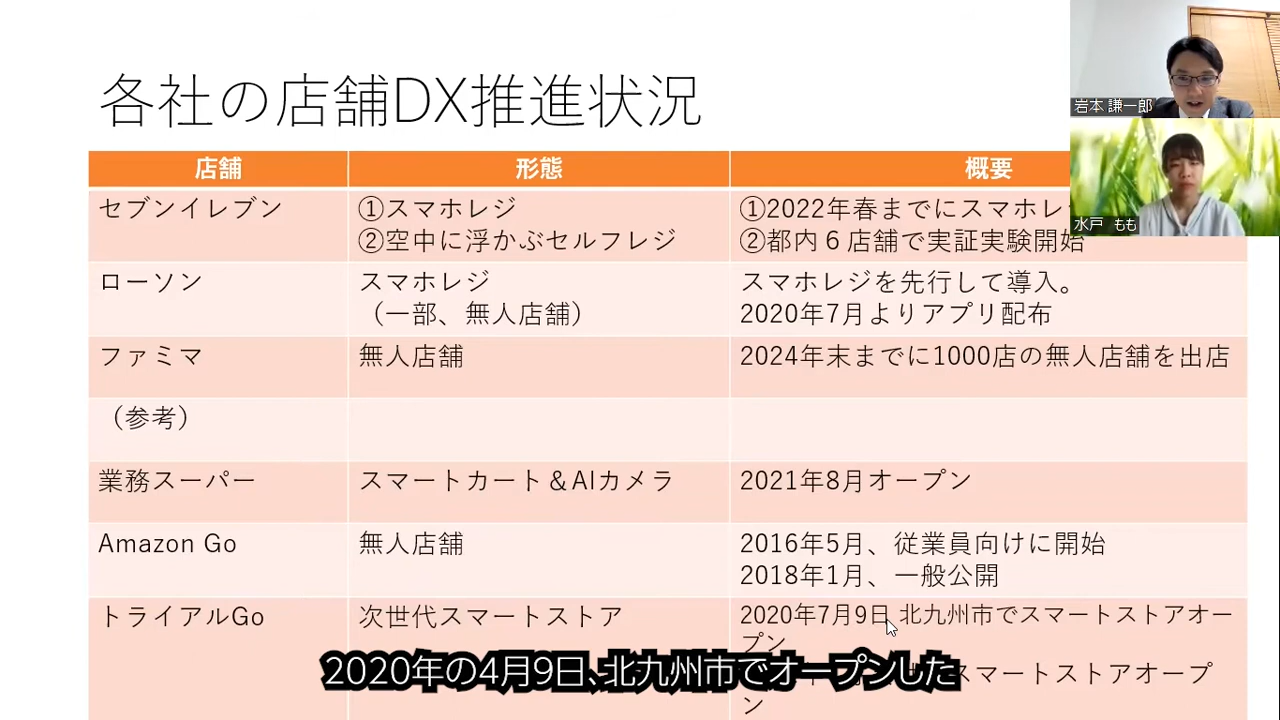 各社の店舗DX推進状況
店舗 形態 概要
セブンイレブン
①スマホレジ
②空中に浮かぶセルフレジ
①2022年春までにスマホレ
②都内６店舗で実証実験開始
ローソン
スマホレジ
（一部、無人店舗）
スマホレジを先行して導入。
2020年7月よりアプリ配布
ファミマ 無人店舗 2024年末までに1000店の無人店舗を出店
（参考）
業務スーパー スマートカート＆AIカメラ 2021年8月オープン
Amazon Go 無人店舗
2016年5月、従業員向けに開始
2018年1月、一般公開
トライアルGo 次世代スマートストア
2020年7月9日、北九州市でスマートストアオー
プン
スマートストアオープ
ン
2020年の4月9日、北九州市でオープンした
岩本 謙一郎
水戸 もも